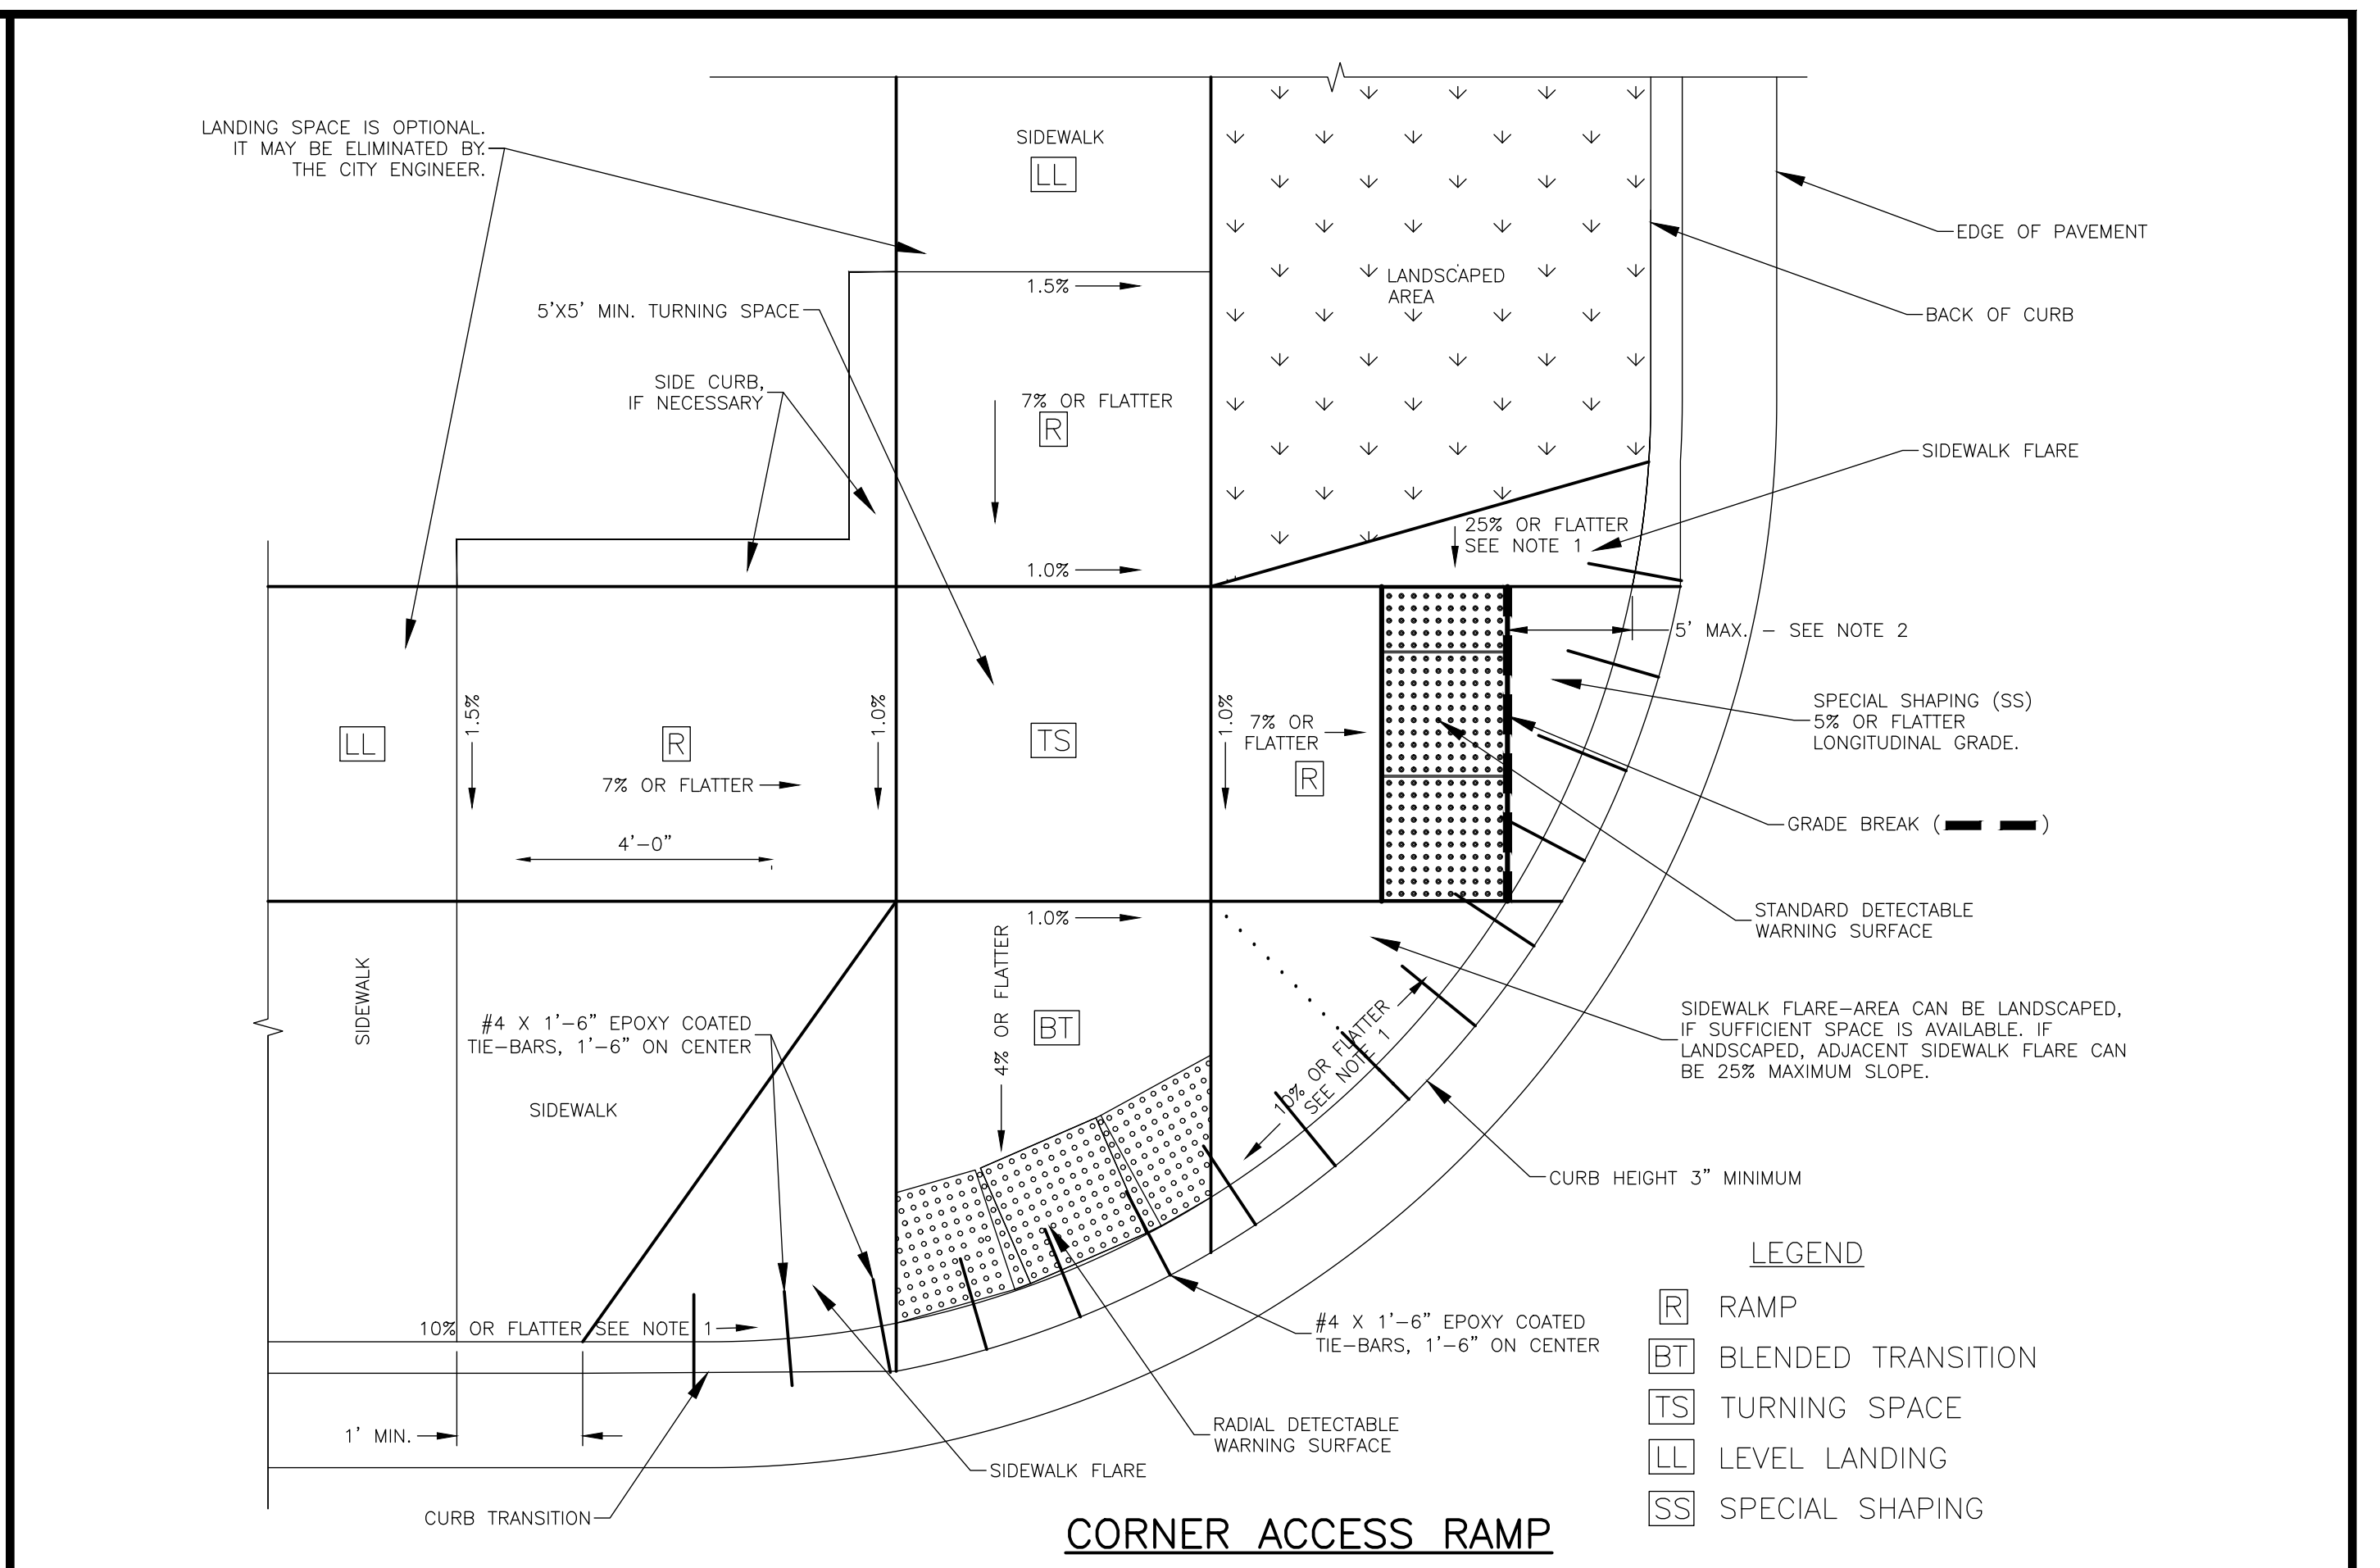 LANDING SPACE IS OPTIONAL.
IT MAY BE ELIMINATED BY.
THE CITY ENGINEER.
SIDEWALK
LL
EDGE OF PAVEMENT
LANDSCAPED
AREA
1.5%
5'X5' MIN. TURNING SPACE
BACK OF CURB
SIDE CURB,
IF NECESSARY
7% OR FLATTER
R
SIDEWALK FLARE
25% OR FLATTER
SEE NOTE 1
1.0%
5' MAX. – SEE NOTE 2
SPECIAL SHAPING (SS)
5% OR FLATTER
LONGITUDINAL GRADE.
LL
1.5%
R
7% OR FLATTER
4'–0"
1.0%
TS
1.0%
7% OR
FLATTER
R
GRADE BREAK ( )
STANDARD DETECTABLE
WARNING SURFACE
1.0%
4% OR FLATTER
BT
SIDEWALK
#4 X 1'–6" EPOXY COATED
TIE–BARS, 1'–6" ON CENTER
SIDEWALK
10% OR FLATTER
SEE NOTE 1
SIDEWALK FLARE–AREA CAN BE LANDSCAPED,
IF SUFFICIENT SPACE IS AVAILABLE. IF
LANDSCAPED, ADJACENT SIDEWALK FLARE CAN
BE 25% MAXIMUM SLOPE.
CURB HEIGHT 3" MINIMUM
10% OR FLATTER SEE NOTE 1
#4 X 1'–6" EPOXY COATED
TIE–BARS, 1'–6" ON CENTER
1' MIN.
RADIAL DETECTABLE
WARNING SURFACE
SIDEWALK FLARE
CURB TRANSITION
LEGEND
R RAMP
BT BLENDED TRANSITION
TS TURNING SPACE
LL LEVEL LANDING
SS SPECIAL SHAPING
CORNER ACCESS RAMP